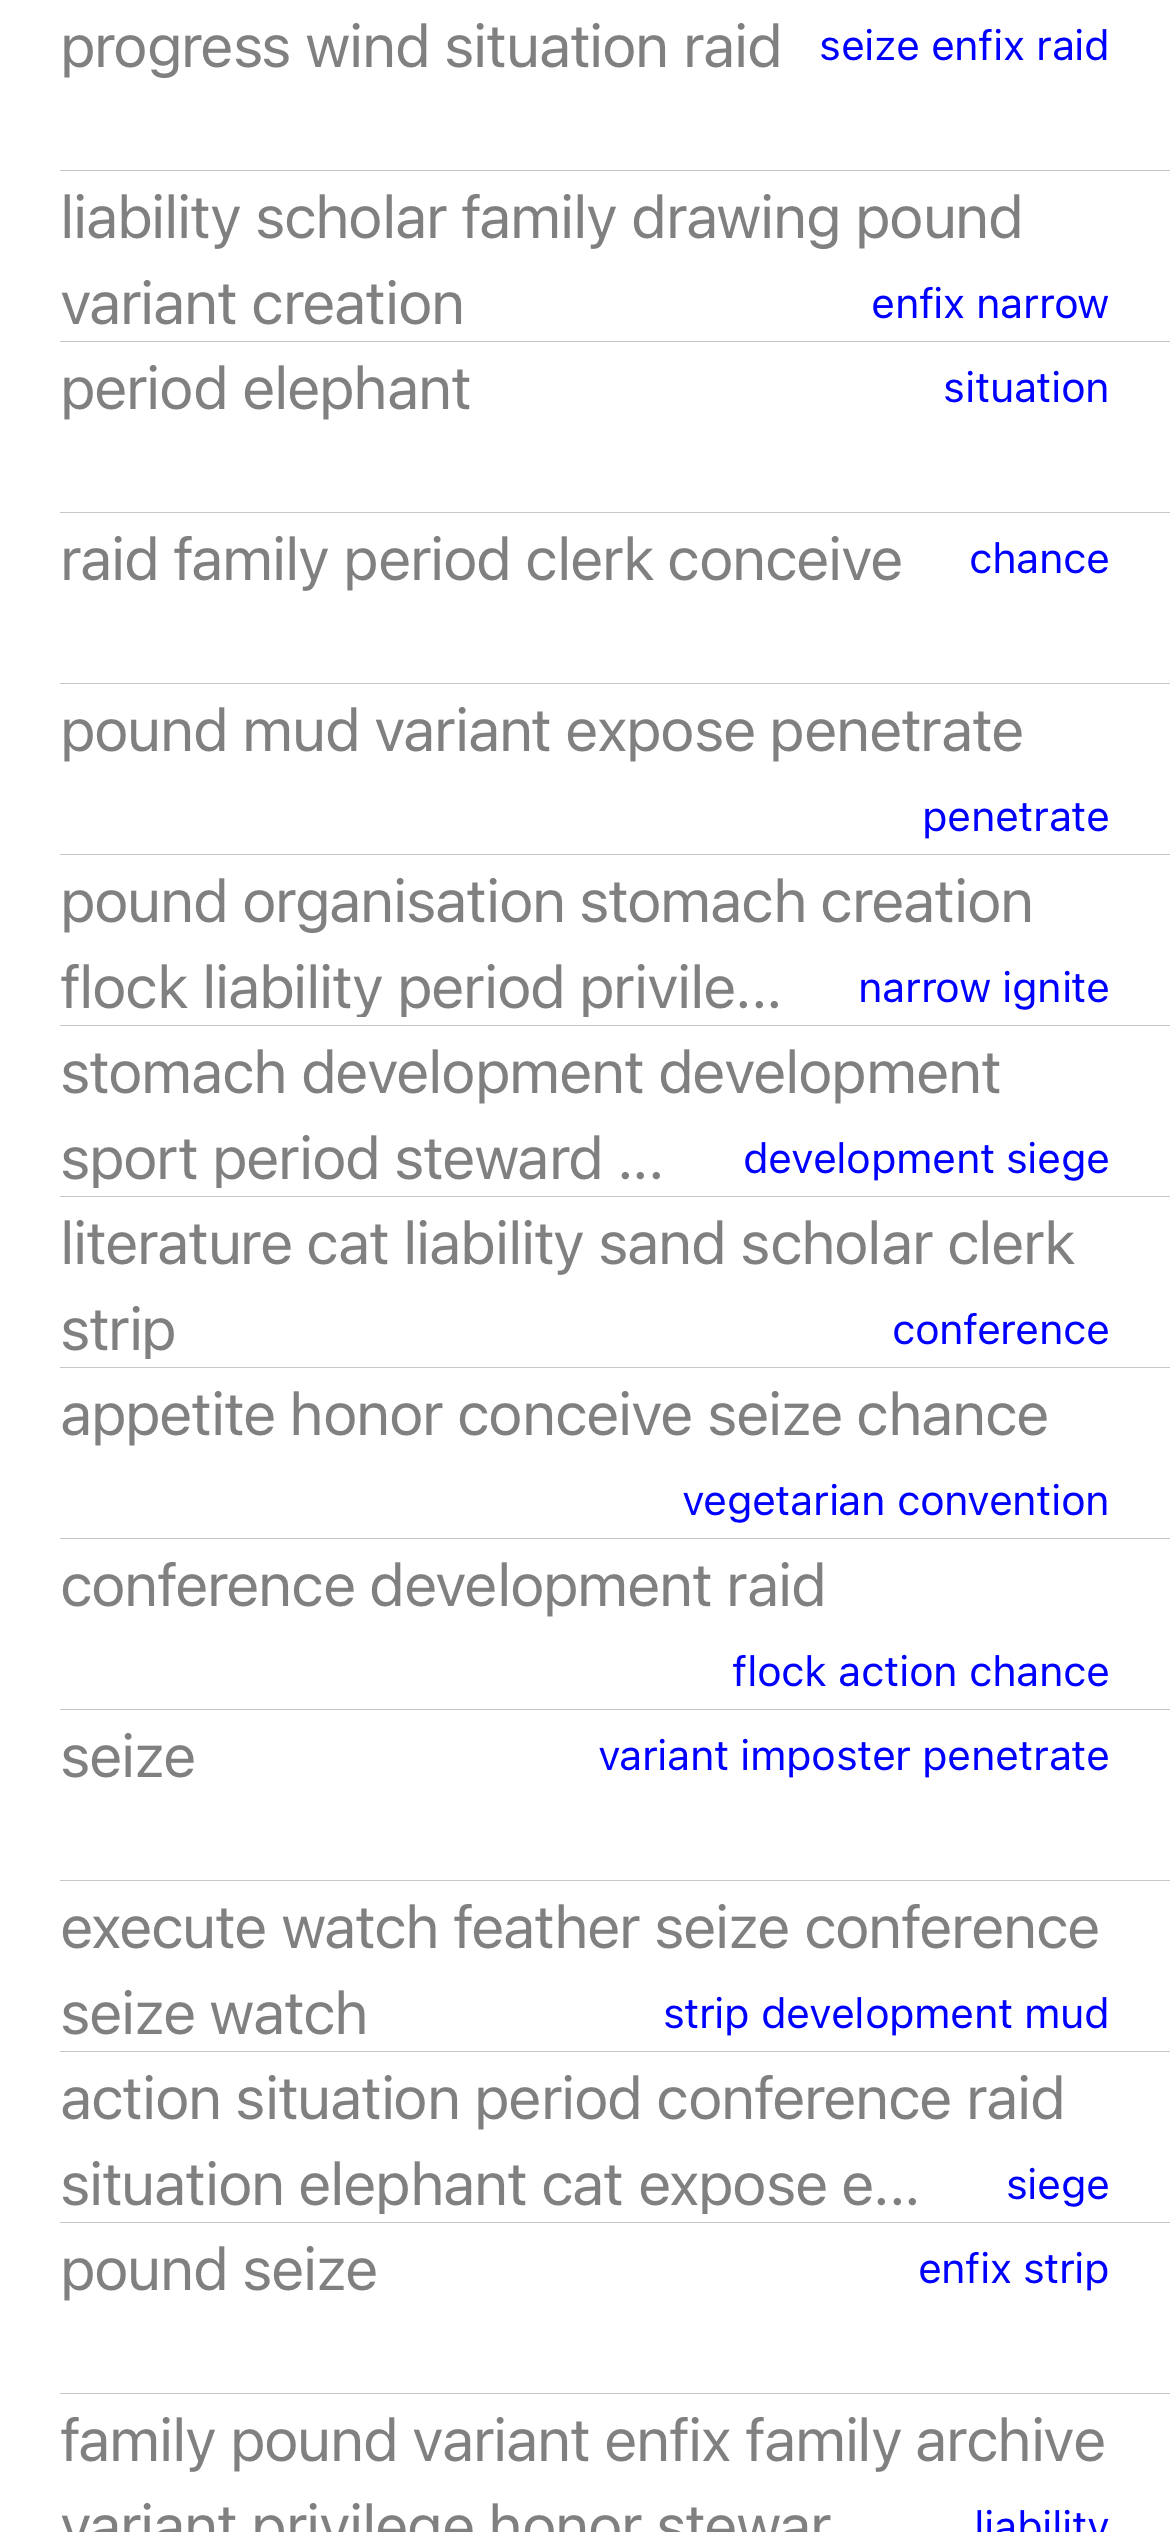 progress wind situation raid seize enfix raid
liability scholar family drawing pound
variant creation enfix narrow
period elephant situation
raid family period clerk conceive chance
pound mud variant expose penetrate
penetrate
pound organisation stomach creation
flock liability period privile... narrow ignite
stomach development development
sport period steward ... development siege
literature cat liability sand scholar clerk
strip conference
appetite honor conceive seize chance
vegetarian convention
conference development raid
flock action chance
seize variant imposter penetrate
execute watch feather seize conference
seize watch strip development mud
action situation period conference raid
situation elephant cat expose e... siege
pound seize enfix strip
family pound variant enfix family archive
variant privilege honor stewar liability